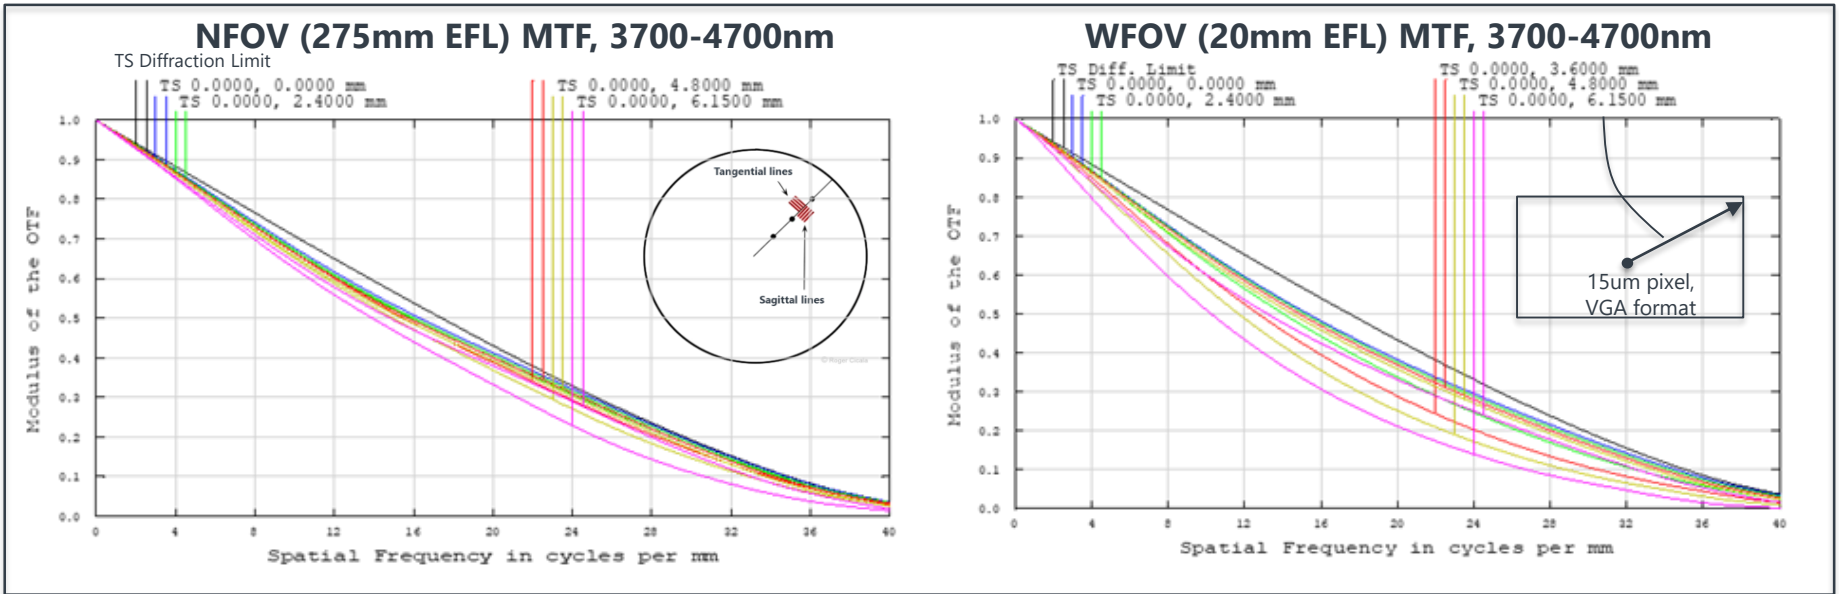 NFOV (275mm EFL) MTF, 3700-4700nm
TS Diffraction Limit
TS 0.0000, 0.0000 mm
TS 0.0000, 2.4000 mm
TS 0.0000, 4.8000 mm
TS 0.0000, 6.1500 mm
1.0
0.9
0.8
0.7
0.6
0.5
0.4
0.3
0.2
0.1
0.0
Modulus of the OTF
0 4 8 12 16 20 24 28 32 36 40
Spatial Frequency in cycles per mm
Tangential lines
Sagittal lines
© Roger Cicala
WFOV (20mm EFL) MTF, 3700-4700nm
TS Diff. Limit
TS 0.0000, 0.0000 mm
TS 0.0000, 2.4000 mm
TS 0.0000, 3.6000 mm
TS 0.0000, 4.8000 mm
TS 0.0000, 6.1500 mm
1.0
0.9
0.8
0.7
0.6
0.5
0.4
0.3
0.2
0.1
0.0
Modulus of the OTF
0 4 8 12 16 20 24 28 32 36 40
Spatial Frequency in cycles per mm
15um pixel,
VGA format